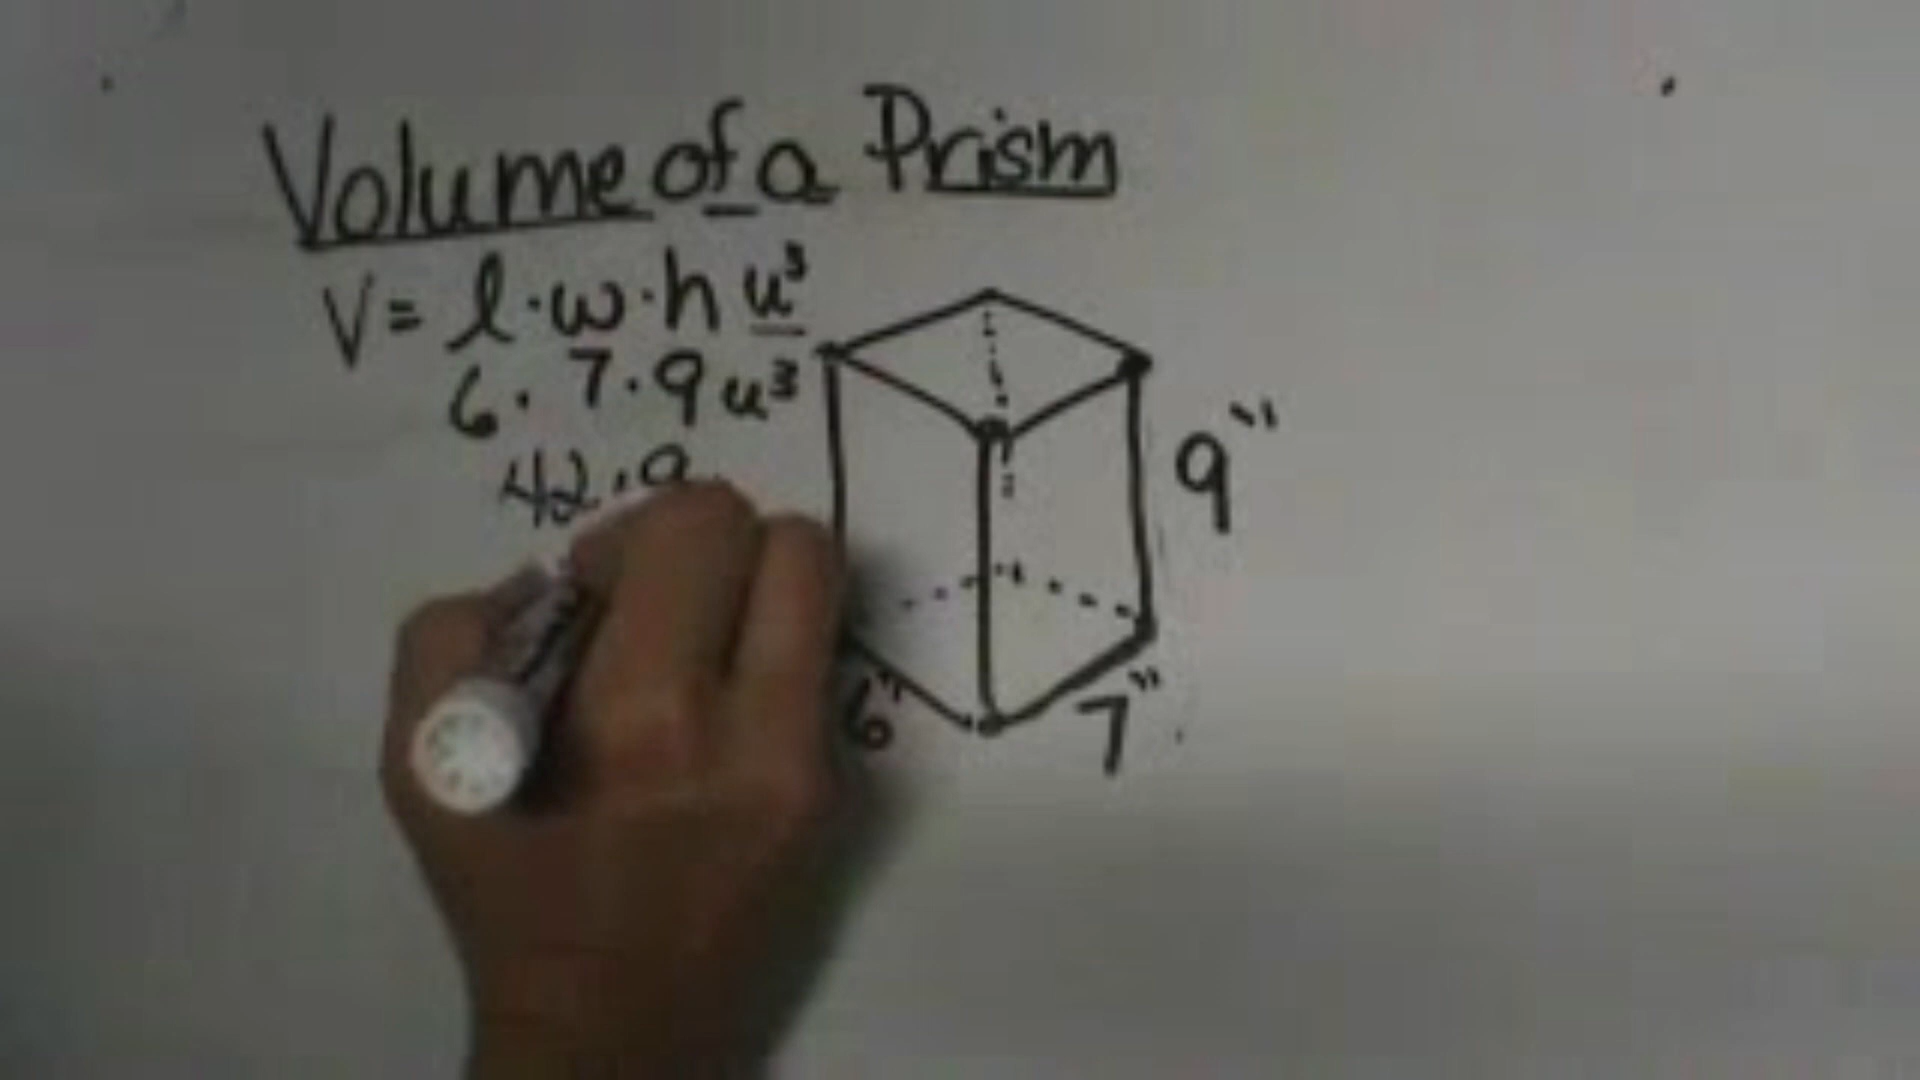 Volume of a Prism
V = l · w · h u³
6 · 7 · 9 u³
42 · 9
9"
6"
7"